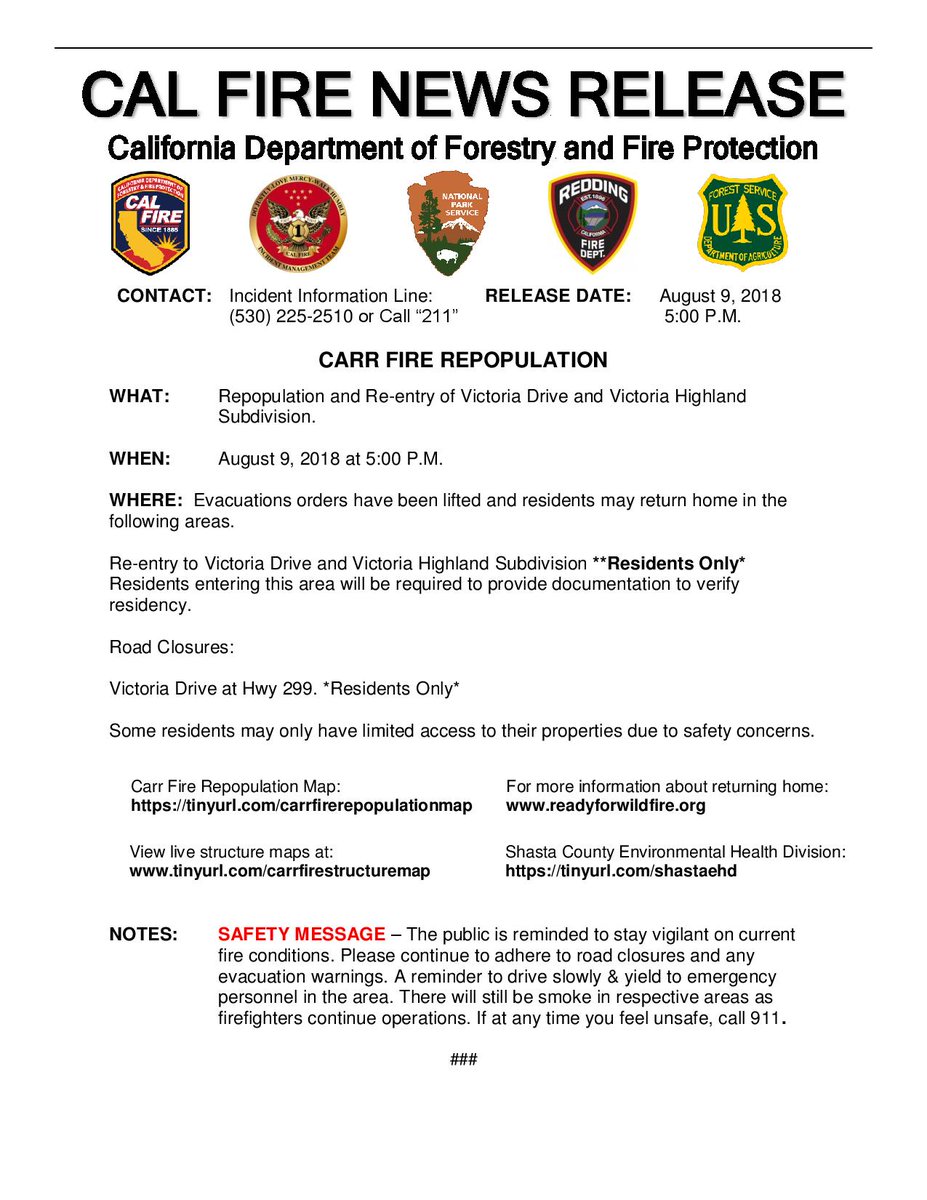 CAL FIRE NEWS RELEASE
California Department of Forestry and Fire Protection
CALIFORNIA DEPARTMENT OF
FORESTRY & FIRE PROTECTION
CAL
FIRE
SINCE 1885
DO JUSTLY-LOVE MERCY-WALK HUMBLY
1
CAL FIRE
INCIDENT MANAGEMENT TEAM
NATIONAL
PARK
SERVICE
REDDING
CALIFORNIA
FIRE
DEPT.
FOREST SERVICE
U S
DEPARTMENT OF AGRICULTURE
CONTACT: Incident Information Line: RELEASE DATE: August 9, 2018
(530) 225-2510 or Call “211” 5:00 P.M.
CARR FIRE REPOPULATION
WHAT: Repopulation and Re-entry of Victoria Drive and Victoria Highland
Subdivision.
WHEN: August 9, 2018 at 5:00 P.M.
WHERE: Evacuations orders have been lifted and residents may return home in the
following areas.
Re-entry to Victoria Drive and Victoria Highland Subdivision **Residents Only*
Residents entering this area will be required to provide documentation to verify
residency.
Road Closures:
Victoria Drive at Hwy 299. *Residents Only*
Some residents may only have limited access to their properties due to safety concerns.
Carr Fire Repopulation Map: For more information about returning home:
https://tinyurl.com/carrfirerepopulationmap www.readyforwildfire.org
View live structure maps at: Shasta County Environmental Health Division:
www.tinyurl.com/carrfirestructuremap https://tinyurl.com/shastaehd
NOTES: SAFETY MESSAGE – The public is reminded to stay vigilant on current
fire conditions. Please continue to adhere to road closures and any
evacuation warnings. A reminder to drive slowly & yield to emergency
personnel in the area. There will still be smoke in respective areas as
firefighters continue operations. If at any time you feel unsafe, call 911.
###